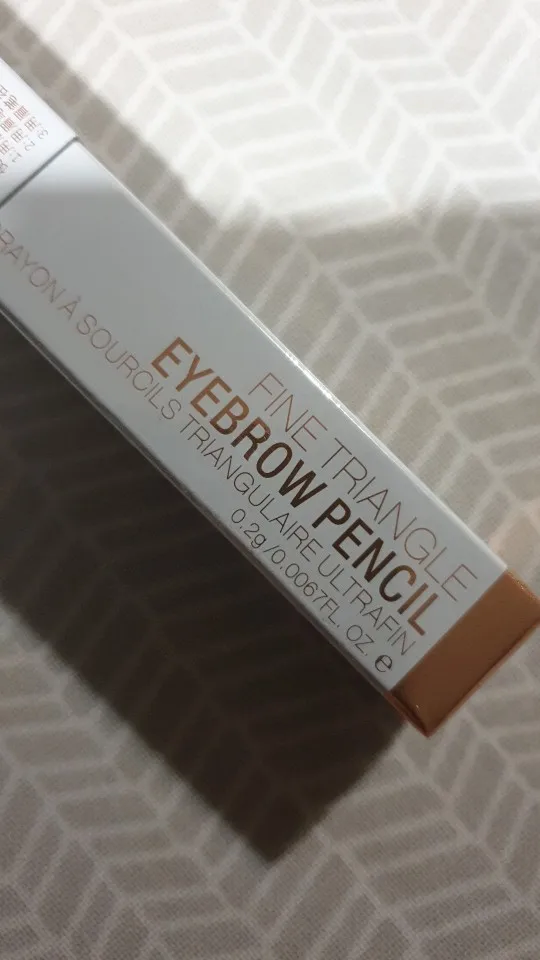 FINE TRIANGLE
EYEBROW PENCIL
CRAYON À SOURCILS TRIANGULAIRE ULTRAFIN
0.2g/0.0067FL. OZ. ℮